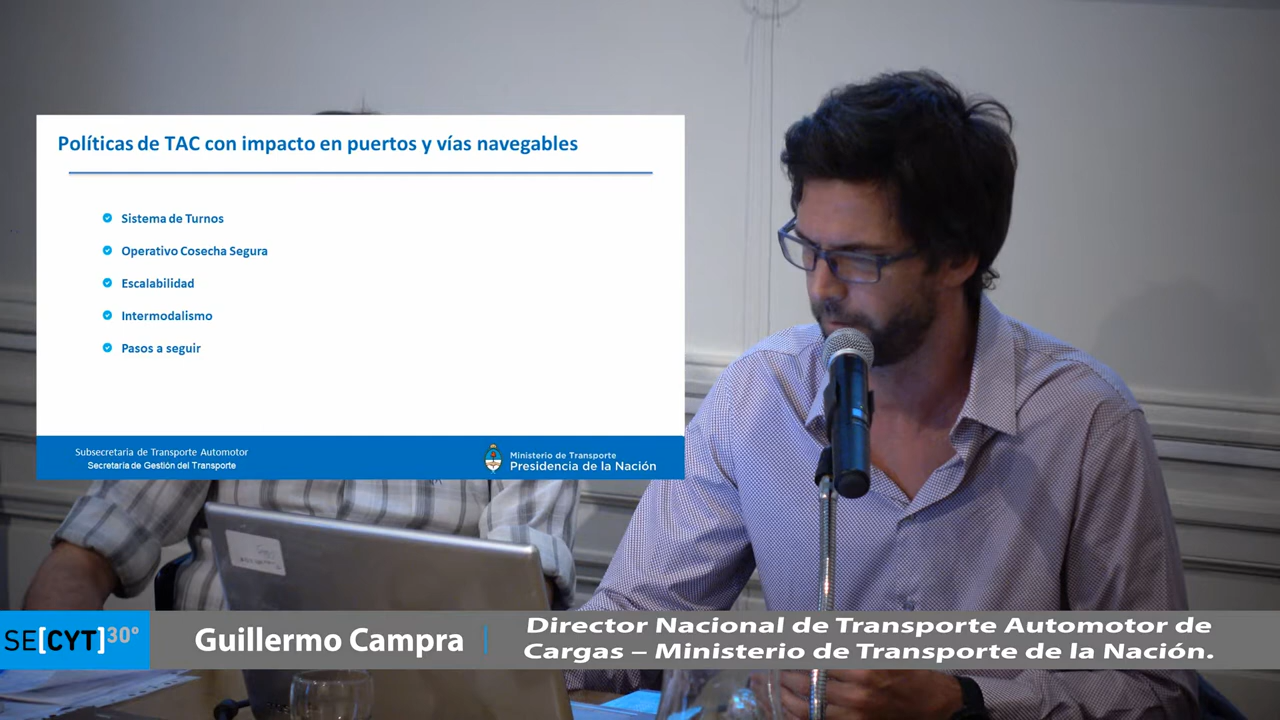 Políticas de TAC con impacto en puertos y vías navegables
Sistema de Turnos
Operativo Cosecha Segura
Escalabilidad
Intermodalismo
Pasos a seguir
Subsecretaria de Transporte Automotor
Secretaria de Gestión del Transporte
Ministerio de Transporte
Presidencia de la Nación
SE[CYT]30°
Guillermo Campra
Director Nacional de Transporte Automotor de
Cargas – Ministerio de Transporte de la Nación.